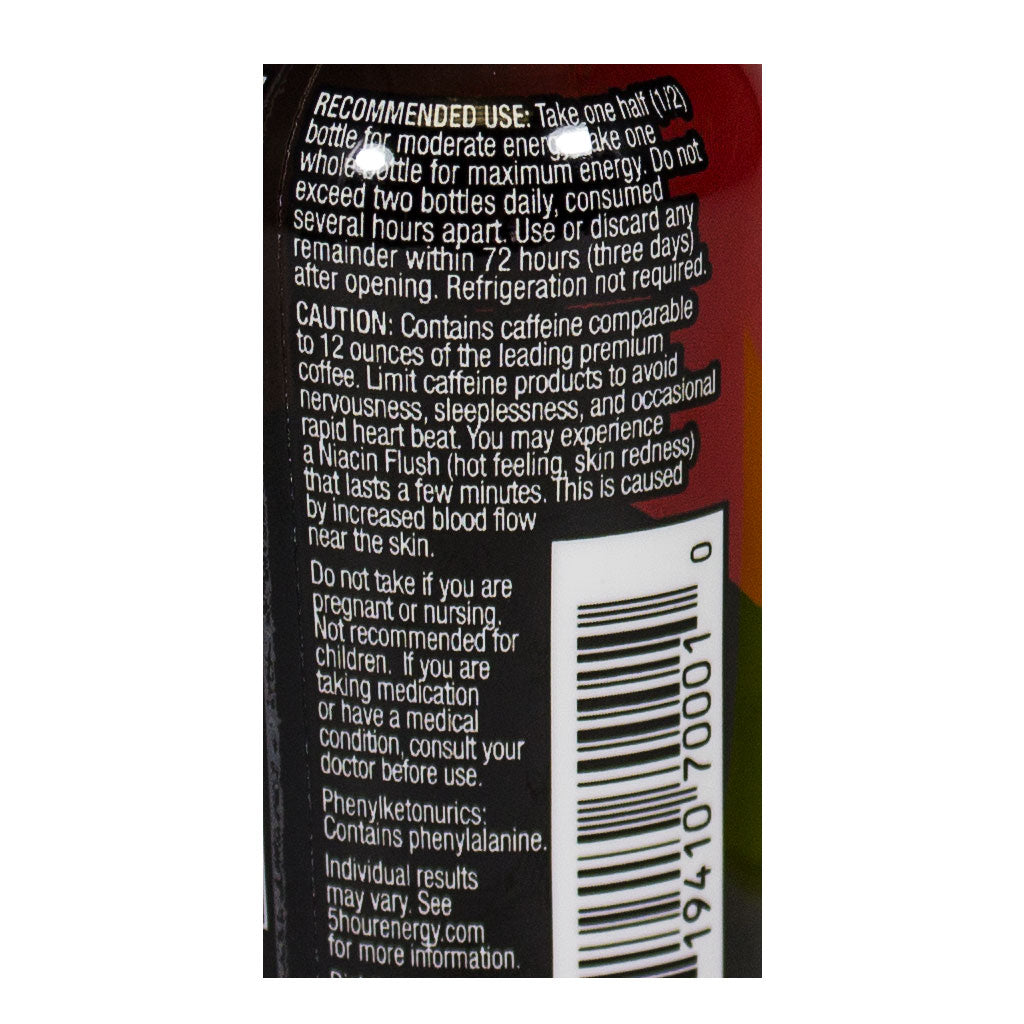 RECOMMENDED USE: Take one half (1/2)
bottle for moderate energy. Take one
whole bottle for maximum energy. Do not
exceed two bottles daily, consumed
several hours apart. Use or discard any
remainder within 72 hours (three days)
after opening. Refrigeration not required.
CAUTION: Contains caffeine comparable
to 12 ounces of the leading premium
coffee. Limit caffeine products to avoid
nervousness, sleeplessness, and occasional
rapid heart beat. You may experience
a Niacin Flush (hot feeling, skin redness)
that lasts a few minutes. This is caused
by increased blood flow
near the skin.
Do not take if you are
pregnant or nursing.
Not recommended for
children. If you are
taking medication
or have a medical
condition, consult your
doctor before use.
Phenylketonurics:
Contains phenylalanine.
Individual results
may vary. See
5hourenergy.com
for more information.
19410 70001 0